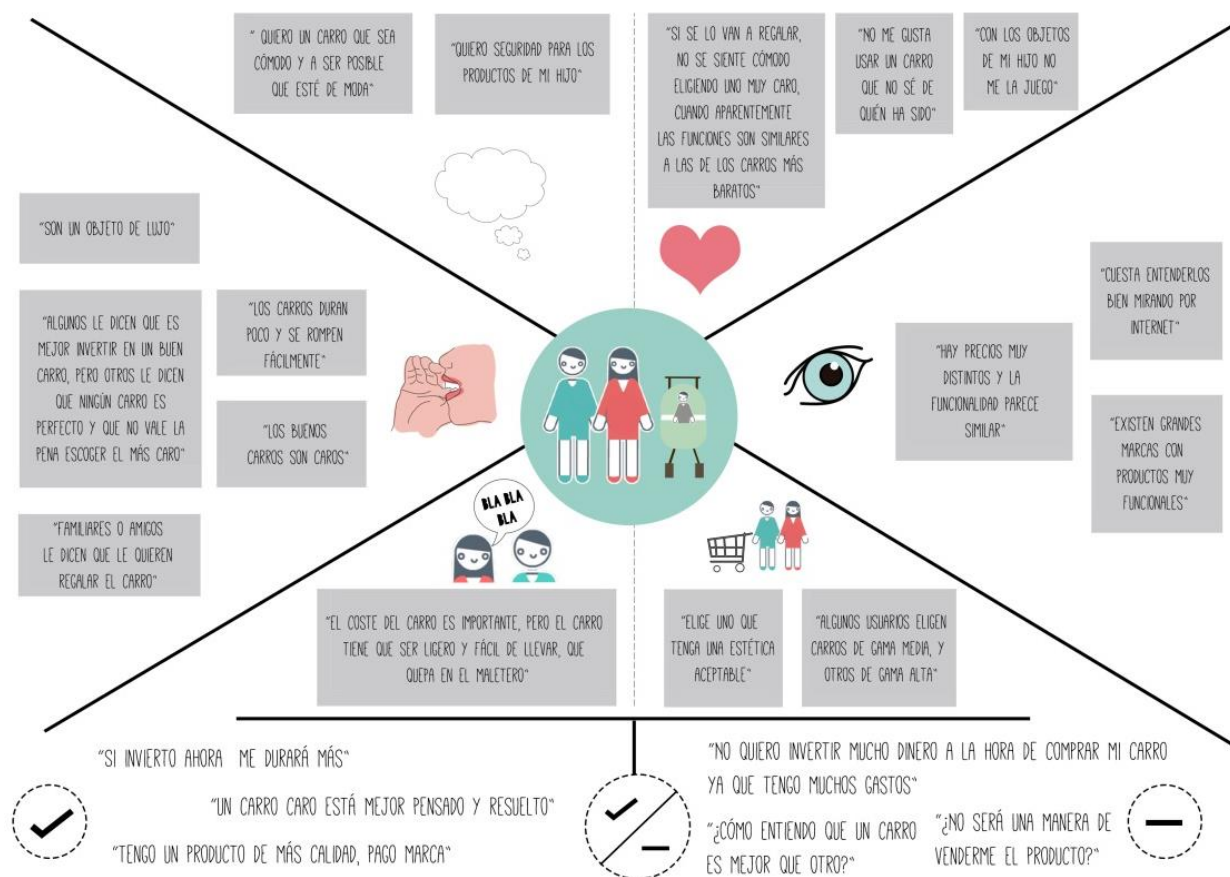 “ QUIERO UN CARRO QUE SEA
CÓMODO Y A SER POSIBLE
QUE ESTÉ DE MODA“
“QUIERO SEGURIDAD PARA LOS
PRODUCTOS DE MI HIJO“
“SI SE LO VAN A REGALAR,
NO SE SIENTE CÓMODO
ELIGIENDO UNO MUY CARO,
CUANDO APARENTEMENTE
LAS FUNCIONES SON SIMILARES
A LAS DE LOS CARROS MÁS
BARATOS“
“NO ME GUSTA
USAR UN CARRO
QUE NO SÉ DE
QUIÉN HA SIDO“
“CON LOS OBJETOS
DE MI HIJO NO
ME LA JUEGO“
“SON UN OBJETO DE LUJO“
“ALGUNOS LE DICEN QUE ES
MEJOR INVERTIR EN UN BUEN
CARRO, PERO OTROS LE DICEN
QUE NINGÚN CARRO ES
PERFECTO Y QUE NO VALE LA
PENA ESCOGER EL MÁS CARO“
“LOS CARROS DURAN
POCO Y SE ROMPEN
FÁCILMENTE“
“LOS BUENOS
CARROS SON CAROS“
“FAMILIARES O AMIGOS
LE DICEN QUE LE QUIEREN
REGALAR EL CARRO“
“HAY PRECIOS MUY
DISTINTOS Y LA
FUNCIONALIDAD PARECE
SIMILAR“
“CUESTA ENTENDERLOS
BIEN MIRANDO POR
INTERNET“
“EXISTEN GRANDES
MARCAS CON
PRODUCTOS MUY
FUNCIONALES“
BLA BLA
BLA
“EL COSTE DEL CARRO ES IMPORTANTE, PERO EL CARRO
TIENE QUE SER LIGERO Y FÁCIL DE LLEVAR, QUE
QUEPA EN EL MALETERO“
“ELIGE UNO QUE
TENGA UNA ESTÉTICA
ACEPTABLE“
“ALGUNOS USUARIOS ELIGEN
CARROS DE GAMA MEDIA, Y
OTROS DE GAMA ALTA“
“SI INVIERTO AHORA  ME DURARÁ MÁS“
“UN CARRO CARO ESTÁ MEJOR PENSADO Y RESUELTO“
“TENGO UN PRODUCTO DE MÁS CALIDAD, PAGO MARCA“
“NO QUIERO INVERTIR MUCHO DINERO A LA HORA DE COMPRAR MI CARRO
YA QUE TENGO MUCHOS GASTOS“
“¿CÓMO ENTIENDO QUE UN CARRO
ES MEJOR QUE OTRO?“
“¿NO SERÁ UNA MANERA DE
VENDERME EL PRODUCTO?“